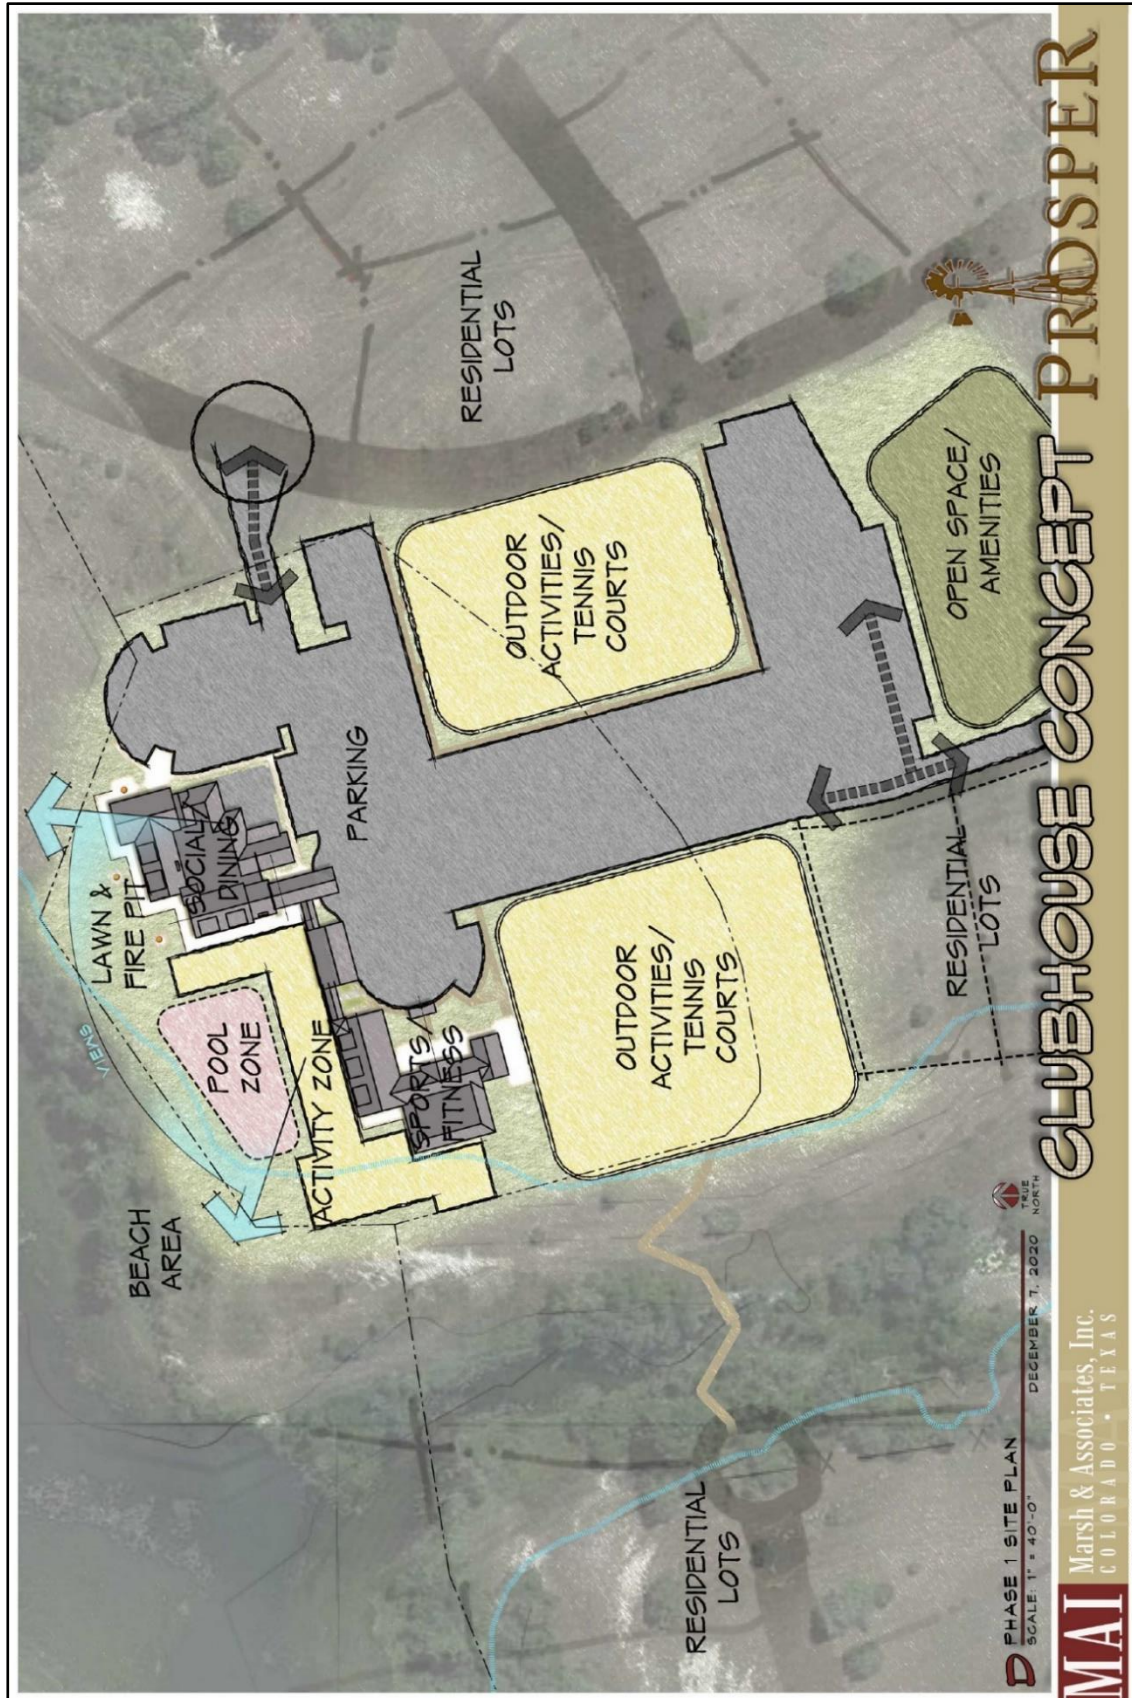 RESIDENTIAL
LOTS
LAWN &
FIRE PIT
SOCIAL/
DINING
PARKING
OUTDOOR
ACTIVITIES/
TENNIS
COURTS
OPEN SPACE/
AMENITIES
VIEWS
POOL
ZONE
ACTIVITY ZONE
SPORTS/
FITNESS
OUTDOOR
ACTIVITIES/
TENNIS
COURTS
RESIDENTIAL
LOTS
BEACH
AREA
RESIDENTIAL
LOTS
D PHASE 1 SITE PLAN
SCALE: 1" = 40'-0"
DECEMBER 7, 2020
TRUE
NORTH
MAI
Marsh & Associates, Inc.
COLORADO • TEXAS
CLUBHOUSE CONCEPT
PROSPER